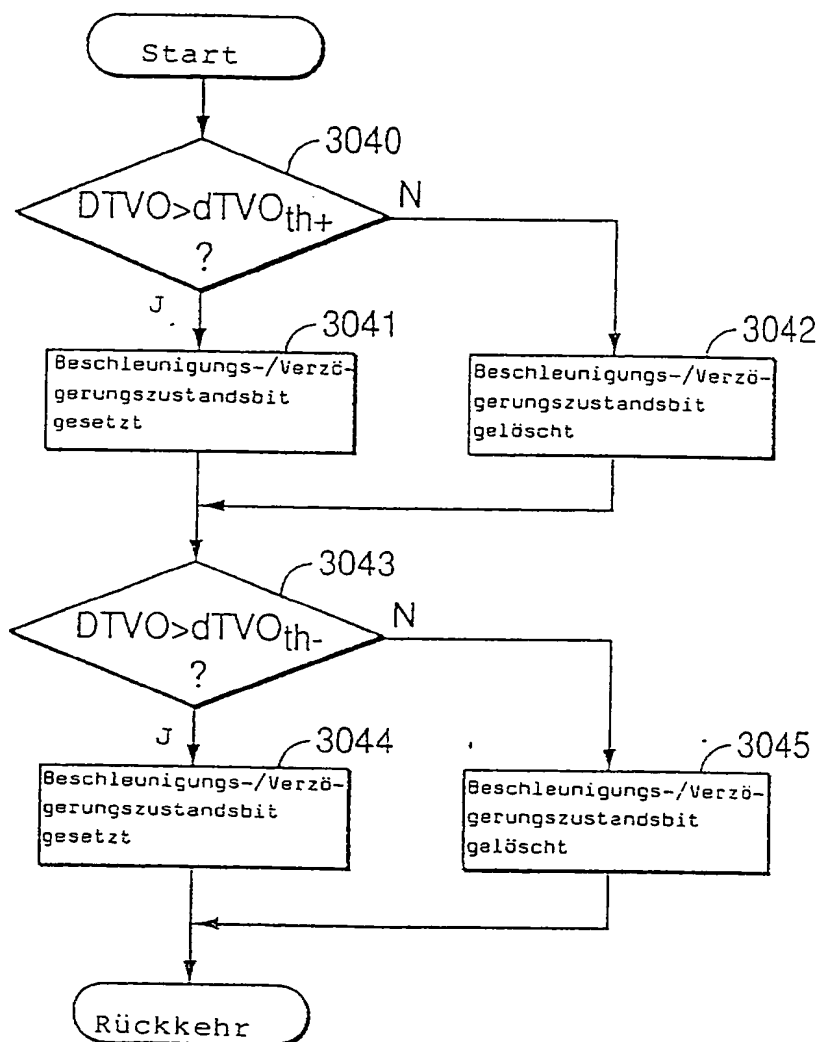 Start
3040
DTVO>dTVOth+
?
N
J
3041
3042
Beschleunigungs-/Verzö-
gerungszustandsbit
gesetzt
Beschleunigungs-/Verzö-
gerungszustandsbit
gelöscht
3043
DTVO>dTVOth-
?
N
J
3044
3045
Beschleunigungs-/Verzö-
gerungszustandsbit
gesetzt
Beschleunigungs-/Verzö-
gerungszustandsbit
gelöscht
Rückkehr